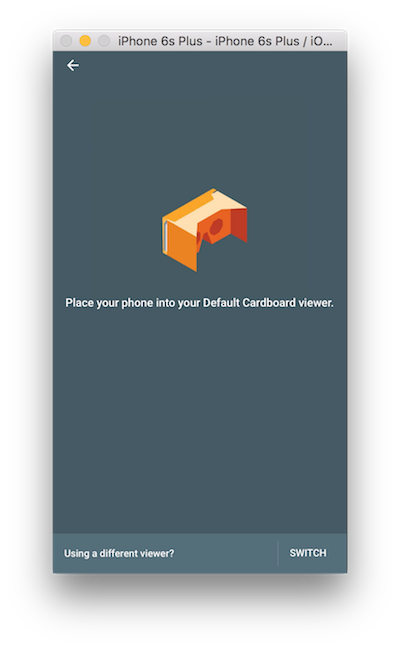 iPhone 6s Plus - iPhone 6s Plus / iO...
Place your phone into your Default Cardboard viewer.
Using a different viewer? SWITCH